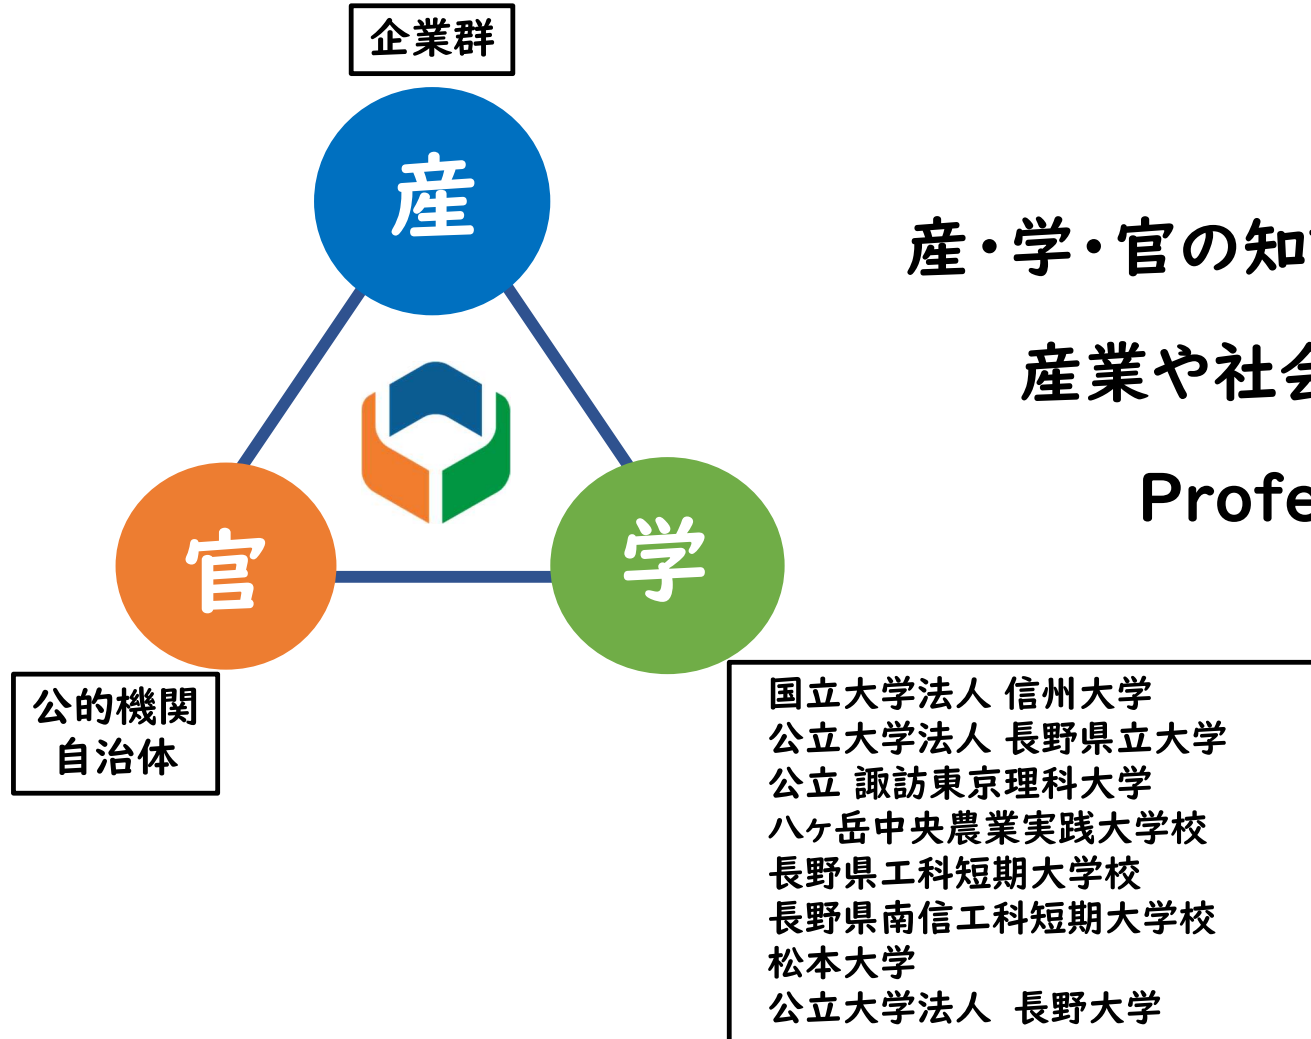 企業群
産
産・学・官の知
産業や社会
Profe
官
学
公的機関
自治体
国立大学法人 信州大学
公立大学法人 長野県立大学
公立 諏訪東京理科大学
八ヶ岳中央農業実践大学校
長野県工科短期大学校
長野県南信工科短期大学校
松本大学
公立大学法人 長野大学